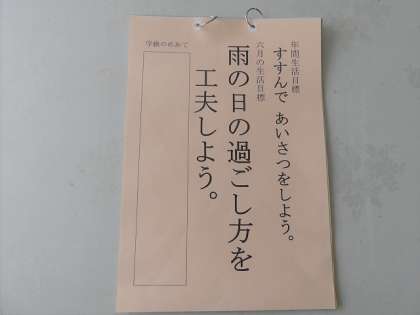 年間生活目標
すすんで あいさつをしよう。
六月の生活目標
雨の日の過ごし方を
工夫しよう。
学級のめあて